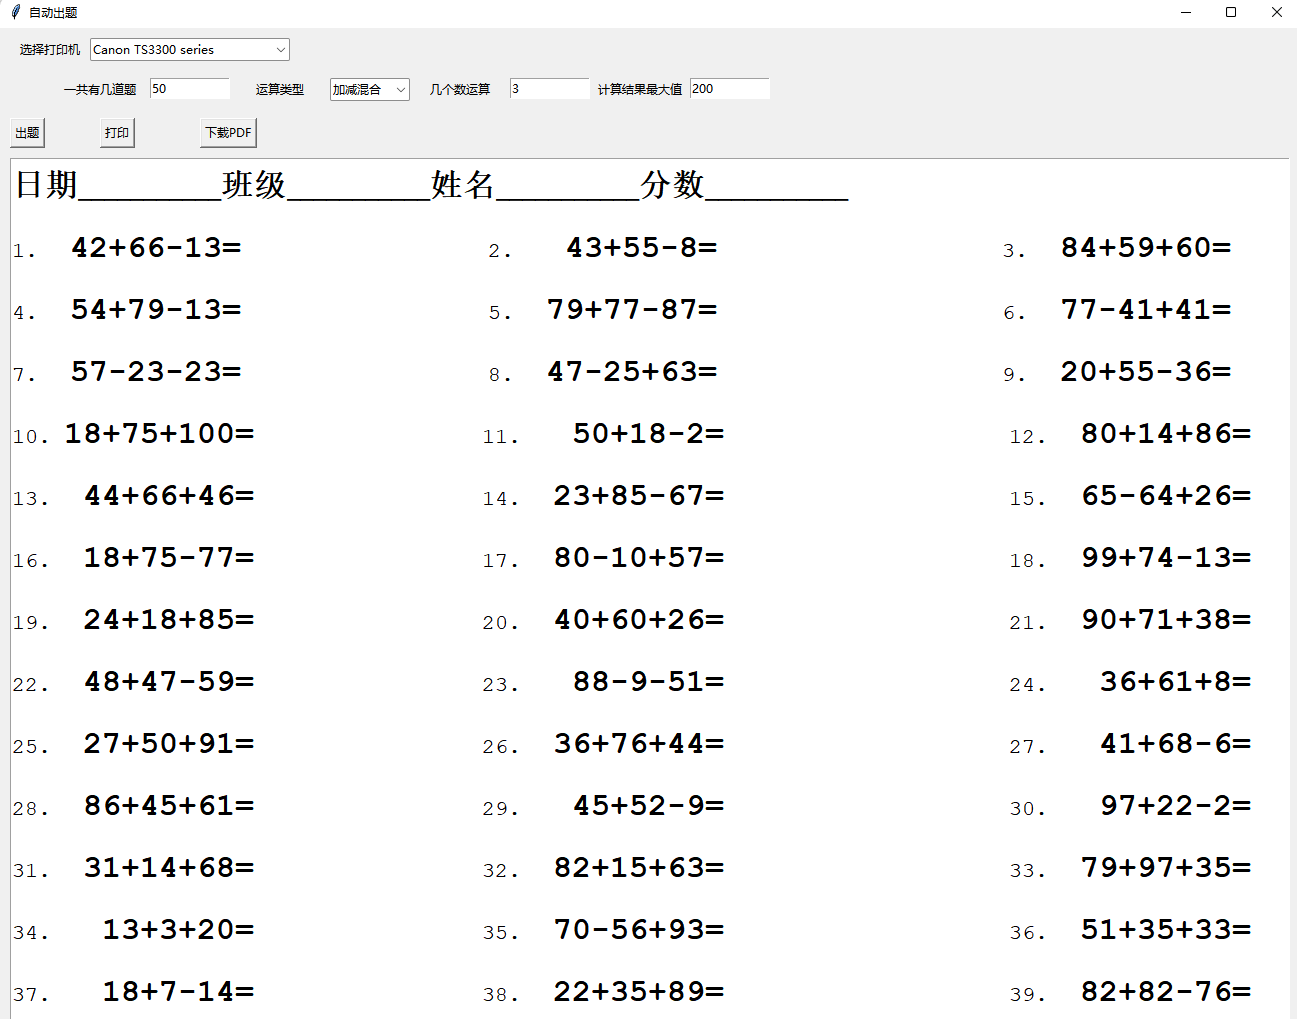 自动出题
选择打印机 Canon TS3300 series
一共有几道题 50 运算类型 加减混合 几个数运算 3 计算结果最大值 200
出题 打印 下载PDF
日期___________班级___________姓名___________分数___________
1. 42+66-13= 2. 43+55-8= 3. 84+59+60=
4. 54+79-13= 5. 79+77-87= 6. 77-41+41=
7. 57-23-23= 8. 47-25+63= 9. 20+55-36=
10. 18+75+100= 11. 50+18-2= 12. 80+14+86=
13. 44+66+46= 14. 23+85-67= 15. 65-64+26=
16. 18+75-77= 17. 80-10+57= 18. 99+74-13=
19. 24+18+85= 20. 40+60+26= 21. 90+71+38=
22. 48+47-59= 23. 88-9-51= 24. 36+61+8=
25. 27+50+91= 26. 36+76+44= 27. 41+68-6=
28. 86+45+61= 29. 45+52-9= 30. 97+22-2=
31. 31+14+68= 32. 82+15+63= 33. 79+97+35=
34. 13+3+20= 35. 70-56+93= 36. 51+35+33=
37. 18+7-14= 38. 22+35+89= 39. 82+82-76=